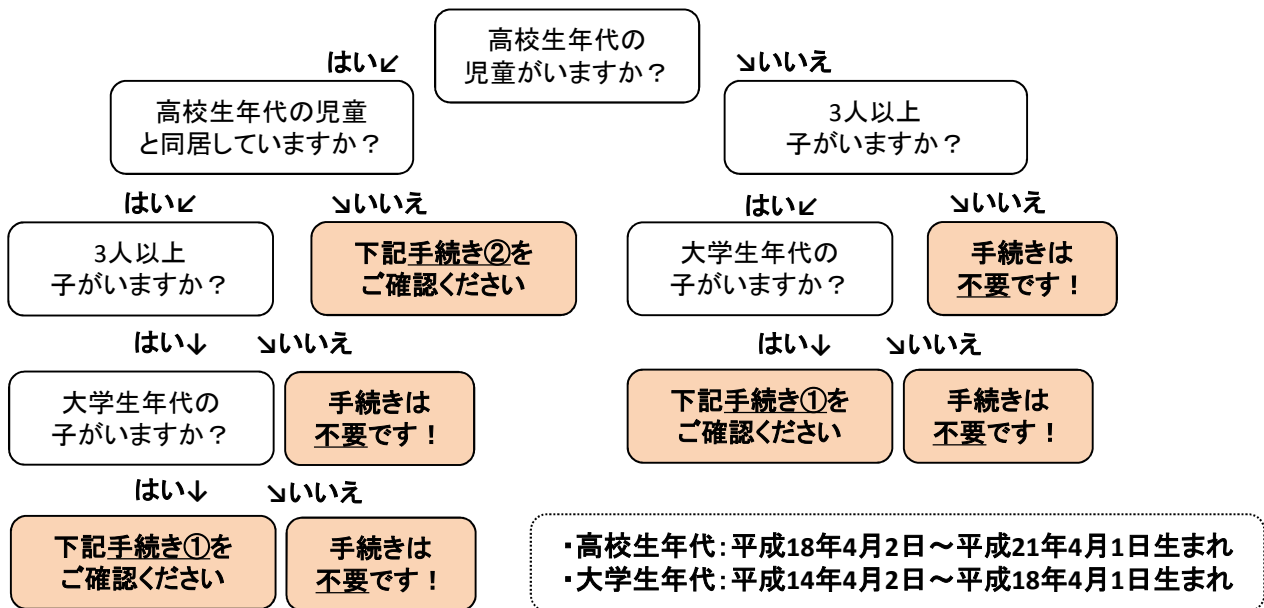 高校生年代の
児童がいますか？
はい↙
↘いいえ
高校生年代の児童
と同居していますか？
3人以上
子がいますか？
はい↙
↘いいえ
はい↙
↘いいえ
3人以上
子がいますか？
下記手続き②を
ご確認ください
大学生年代の
子がいますか？
手続きは
不要です！
はい↓
↘いいえ
はい↓
↘いいえ
大学生年代の
子がいますか？
手続きは
不要です！
下記手続き①を
ご確認ください
手続きは
不要です！
はい↓
↘いいえ
下記手続き①を
ご確認ください
手続きは
不要です！
・高校生年代：平成18年4月2日～平成21年4月1日生まれ
・大学生年代：平成14年4月2日～平成18年4月1日生まれ